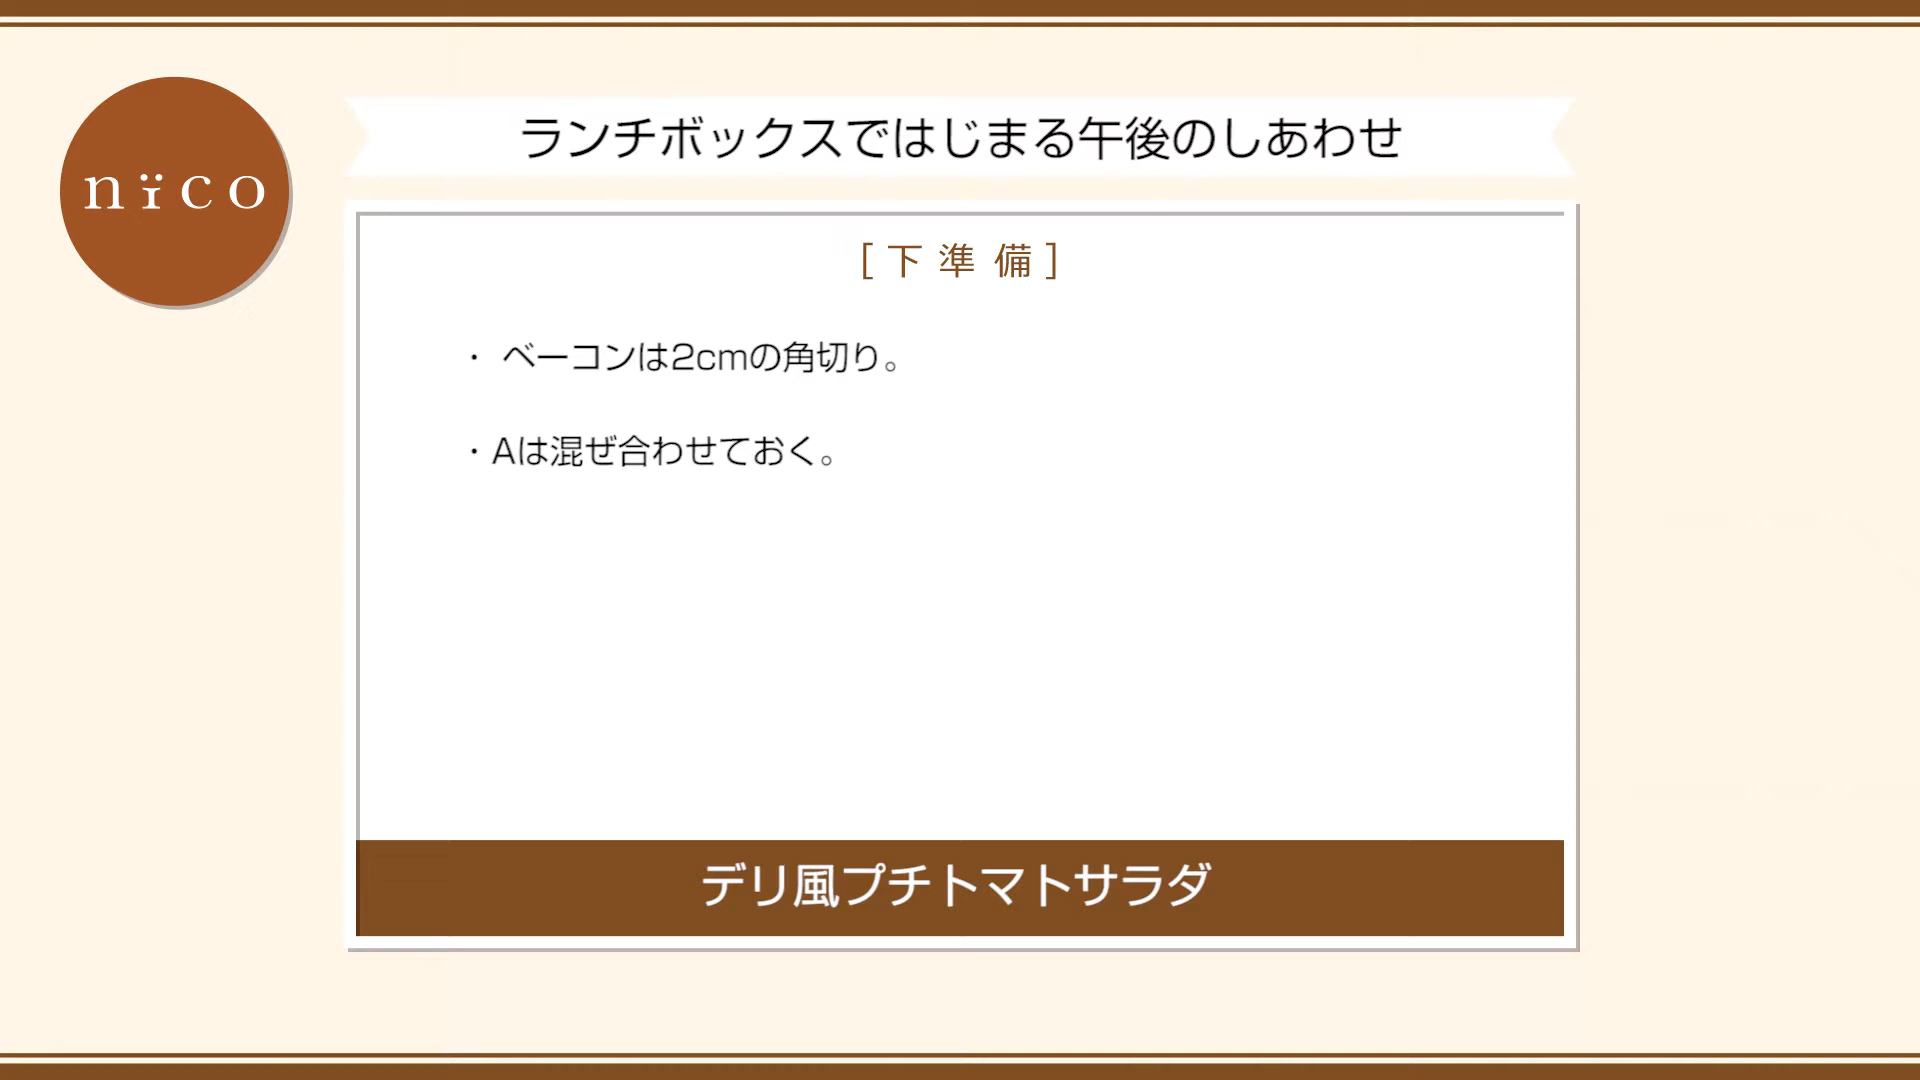 nïco
ランチボックスではじまる午後のしあわせ
[下準備]
・ ベーコンは2cmの角切り。
・Aは混ぜ合わせておく。
デリ風プチトマトサラダ